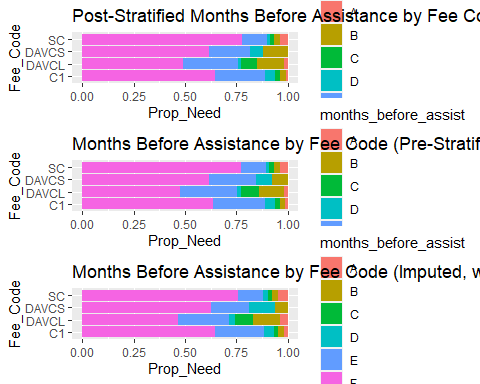 Post-Stratified Months Before Assistance by Fee Co
SC
DAVCS
DAVCL
C1
Fee_Code
0.00 0.25 0.50 0.75 1.00
Prop_Need
A
B
C
D
months_before_assist
Months Before Assistance by Fee Code (Pre-Stratif
SC
DAVCS
DAVCL
C1
Fee_Code
0.00 0.25 0.50 0.75 1.00
Prop_Need
A
B
C
D
months_before_assist
Months Before Assistance by Fee Code (Imputed, w
SC
DAVCS
DAVCL
C1
Fee_Code
0.00 0.25 0.50 0.75 1.00
Prop_Need
A
B
C
D
E
F